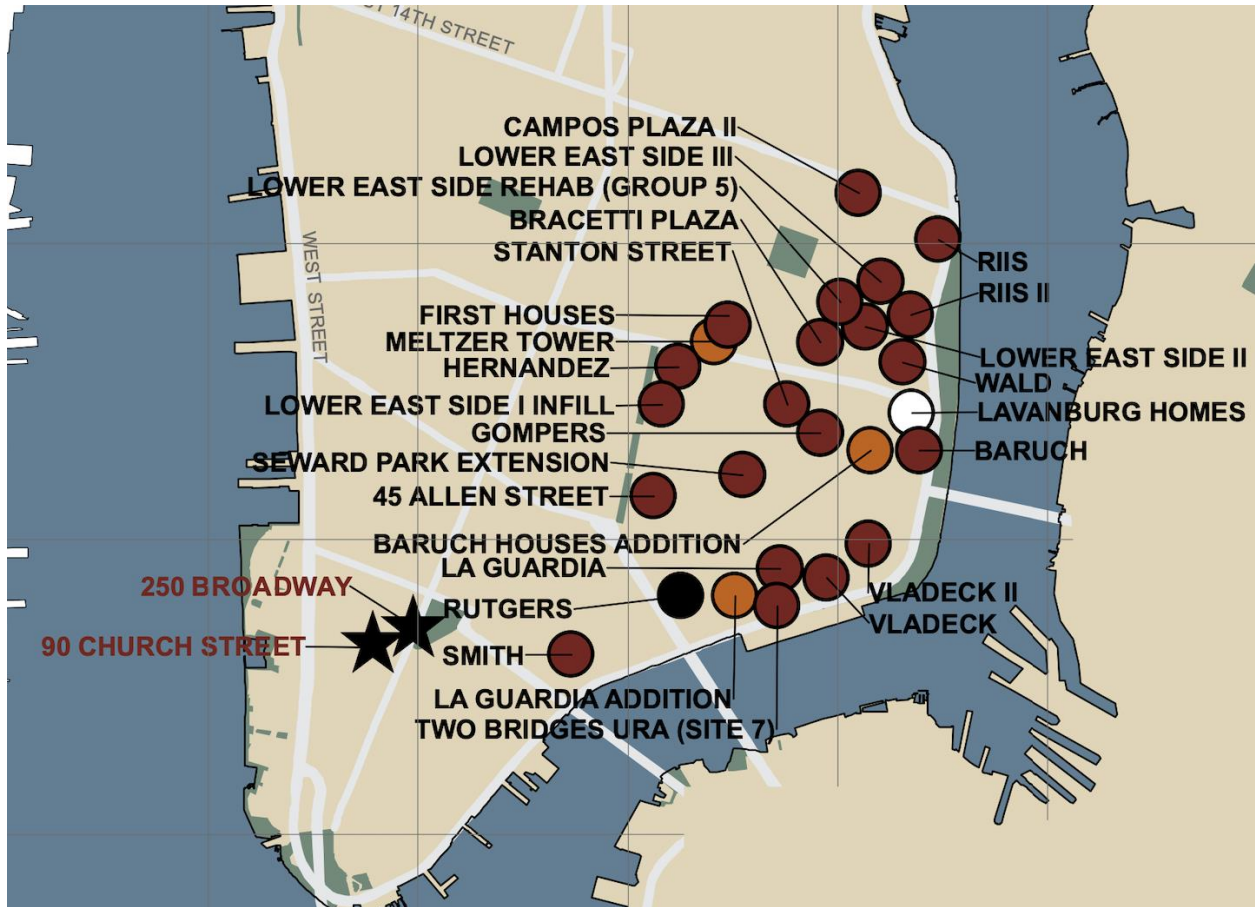 ST 14TH STREET
CAMPOS PLAZA II
LOWER EAST SIDE III
LOWER EAST SIDE REHAB (GROUP 5)
BRACETTI PLAZA
STANTON STREET
WEST STREET
RIIS
RIIS II
FIRST HOUSES
MELTZER TOWER
HERNANDEZ
LOWER EAST SIDE II
WALD
LOWER EAST SIDE I INFILL
LAVANBURG HOMES
GOMPERS
BARUCH
SEWARD PARK EXTENSION
45 ALLEN STREET
BARUCH HOUSES ADDITION
LA GUARDIA
250 BROADWAY
RUTGERS
VLADECK II
VLADECK
90 CHURCH STREET
SMITH
LA GUARDIA ADDITION
TWO BRIDGES URA (SITE 7)